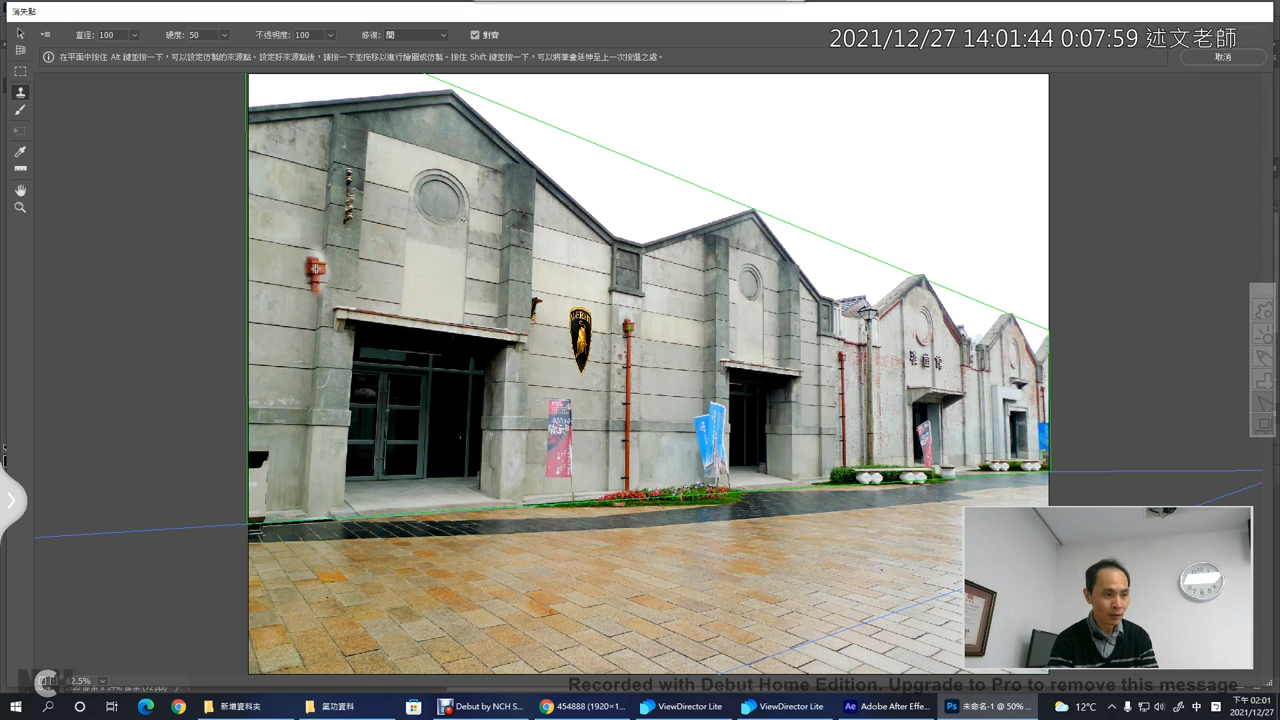 消失點
直徑: 100 硬度: 50 不透明度: 100 修復: 關 對齊
2021/12/27 14:01:44 0:07:59 述文老師
在平面中按住 Alt 鍵並按一下，可以設定仿製的來源點。設定好來源點後，請按一下並拖移以進行繪圖或仿製。按住 Shift 鍵並按一下，可以將筆畫延伸至上一次按選之處。
取消
62.5%
Recorded with Debut Home Edition. Upgrade to Pro to remove this message
新增資料夾
氣功資料
Debut by NCH S...
454888 (1920×1...
ViewDirector Lite
ViewDirector Lite
Adobe After Effe...
未命名-1 @ 50% ...
12°C
中
下午 02:01
2021/12/27